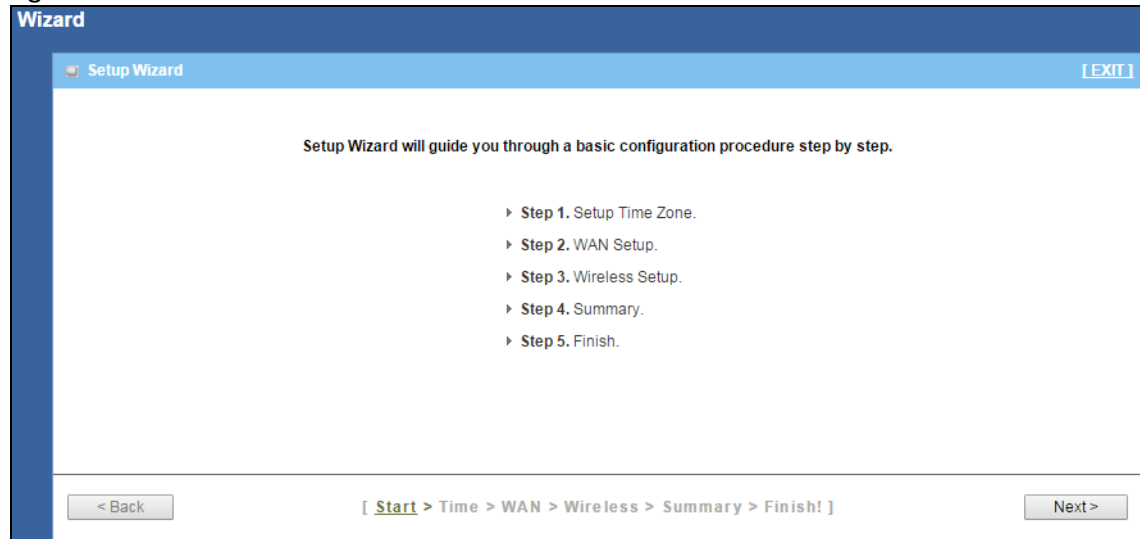 Wizard
Setup Wizard [ EXIT ]
Setup Wizard will guide you through a basic configuration procedure step by step.
Step 1. Setup Time Zone.
Step 2. WAN Setup.
Step 3. Wireless Setup.
Step 4. Summary.
Step 5. Finish.
< Back [ Start > Time > WAN > Wireless > Summary > Finish! ] Next >